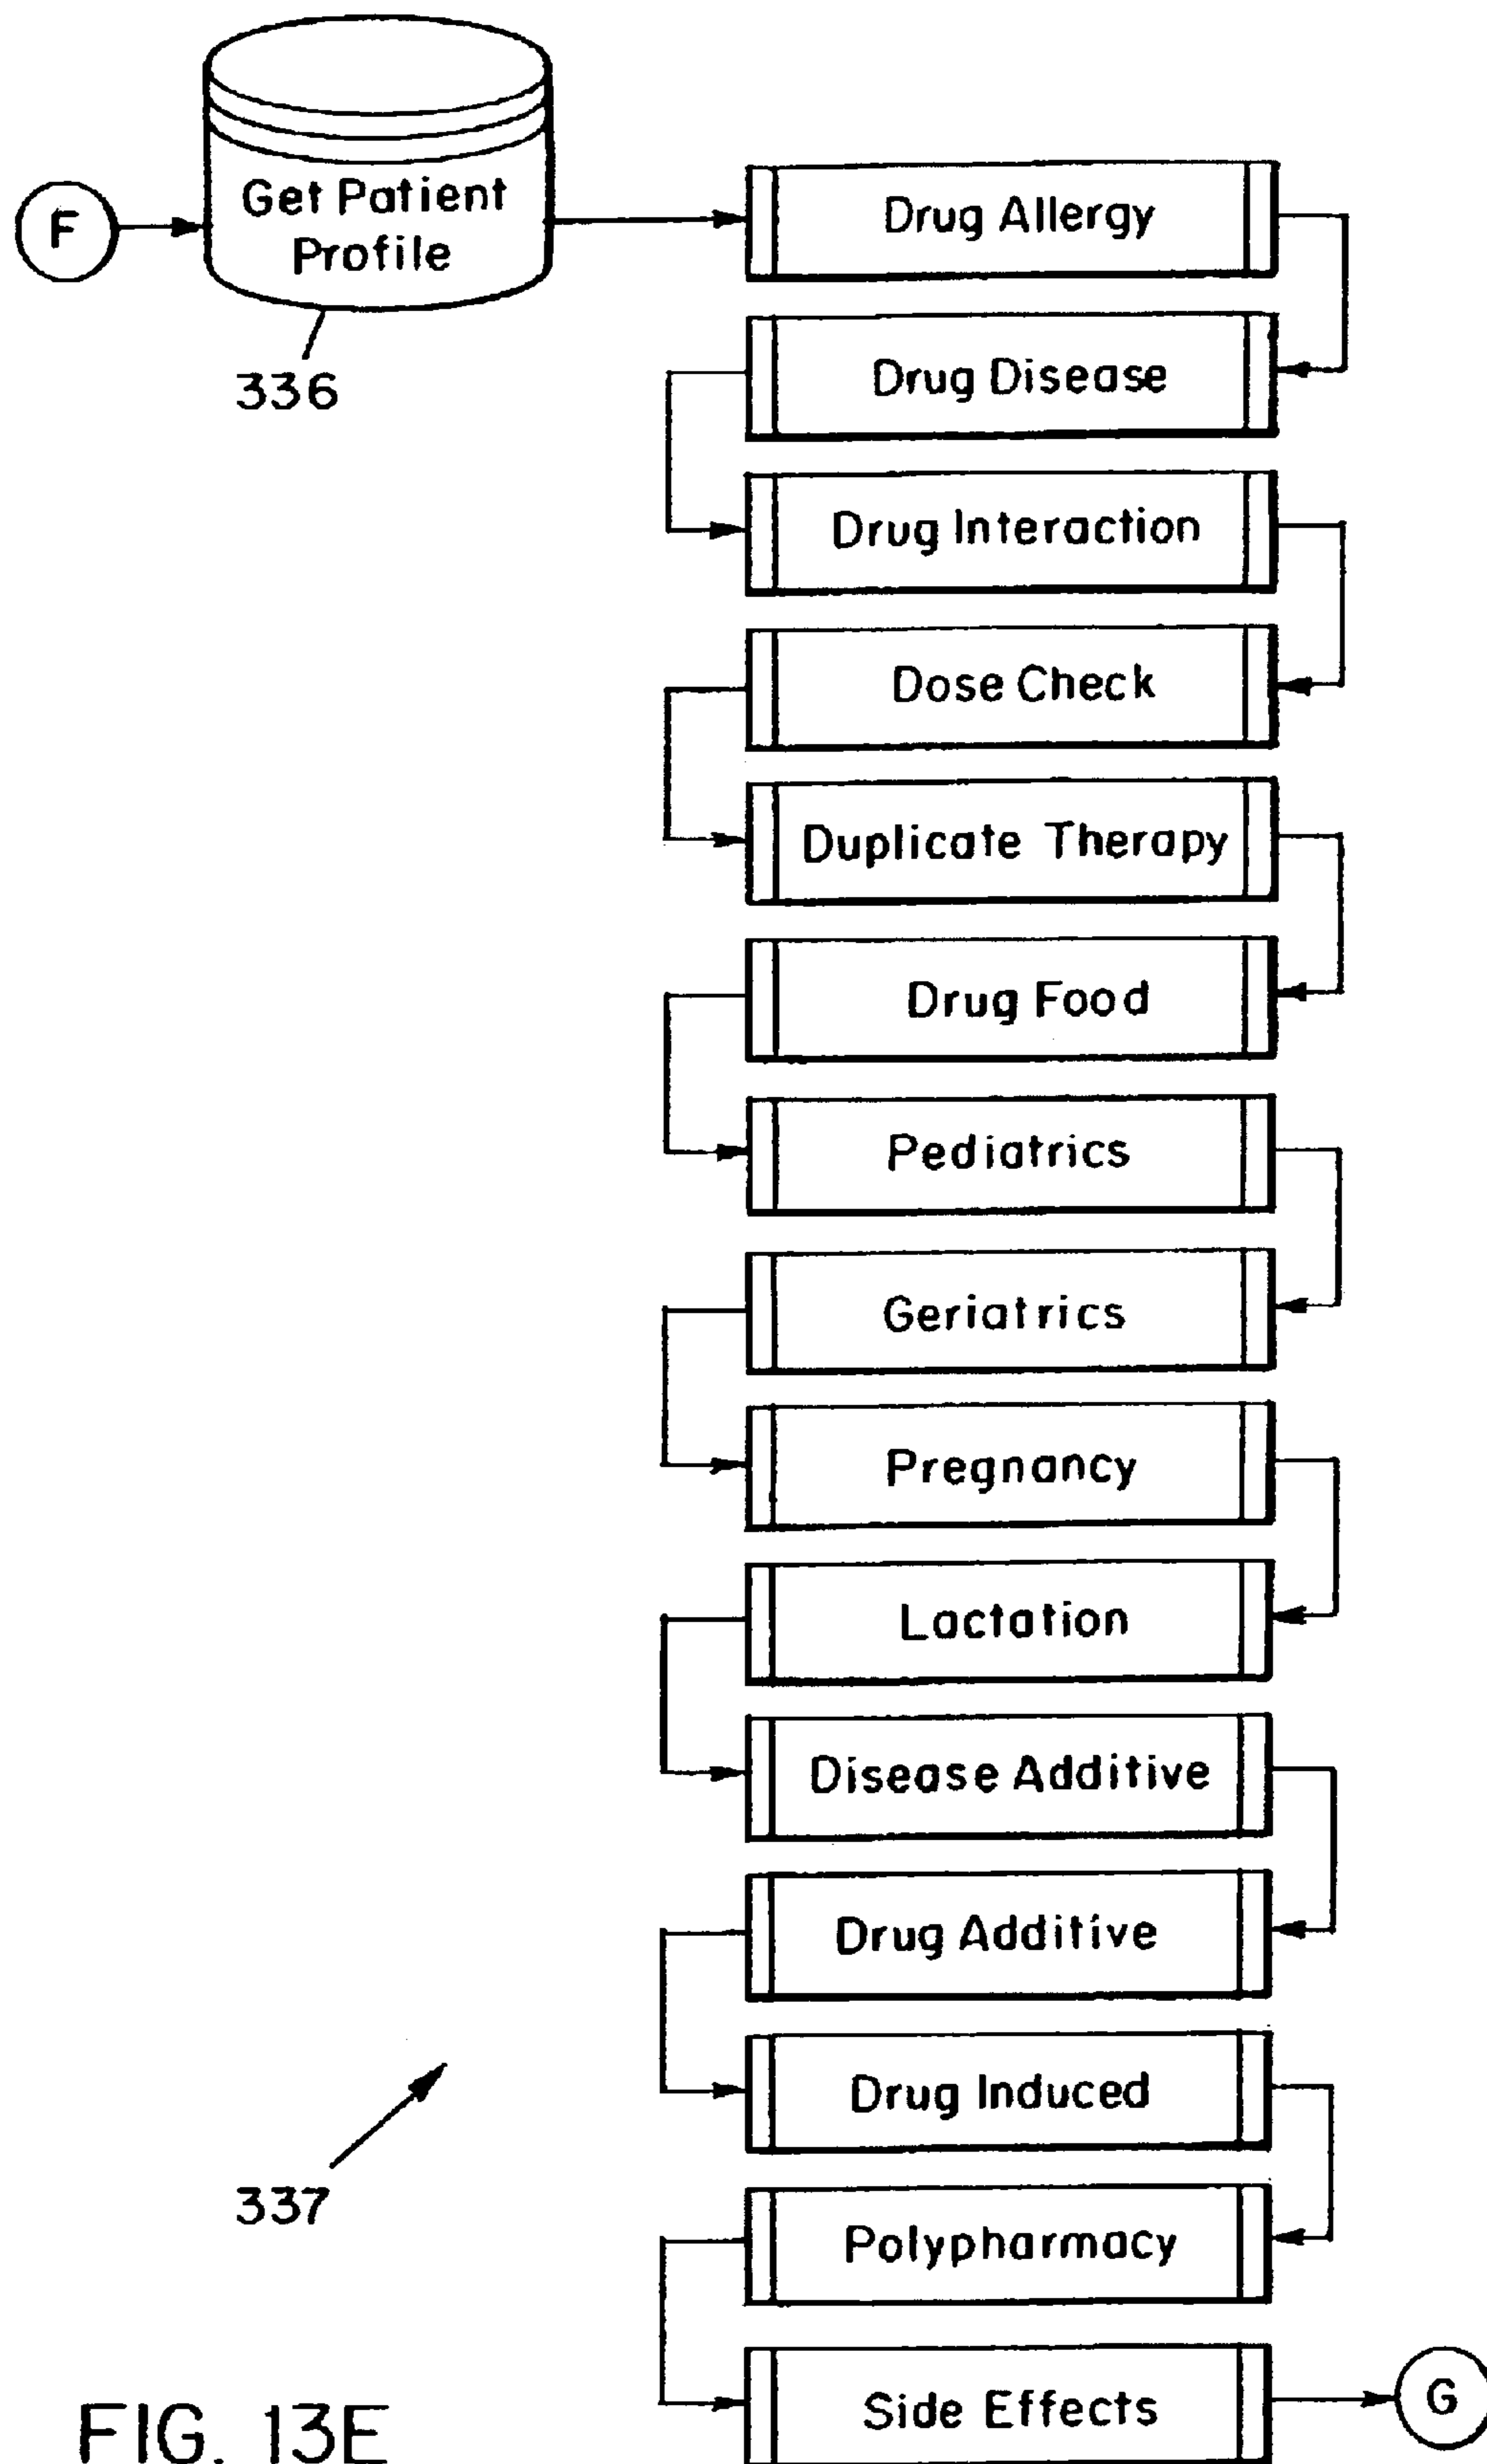 F
Get Patient
Profile
336
Drug Allergy
Drug Disease
Drug Interaction
Dose Check
Duplicate Therapy
Drug Food
Pediatrics
Geriatrics
Pregnancy
Lactation
Disease Additive
Drug Additive
Drug Induced
337
Polypharmacy
Side Effects
G
FIG. 13E